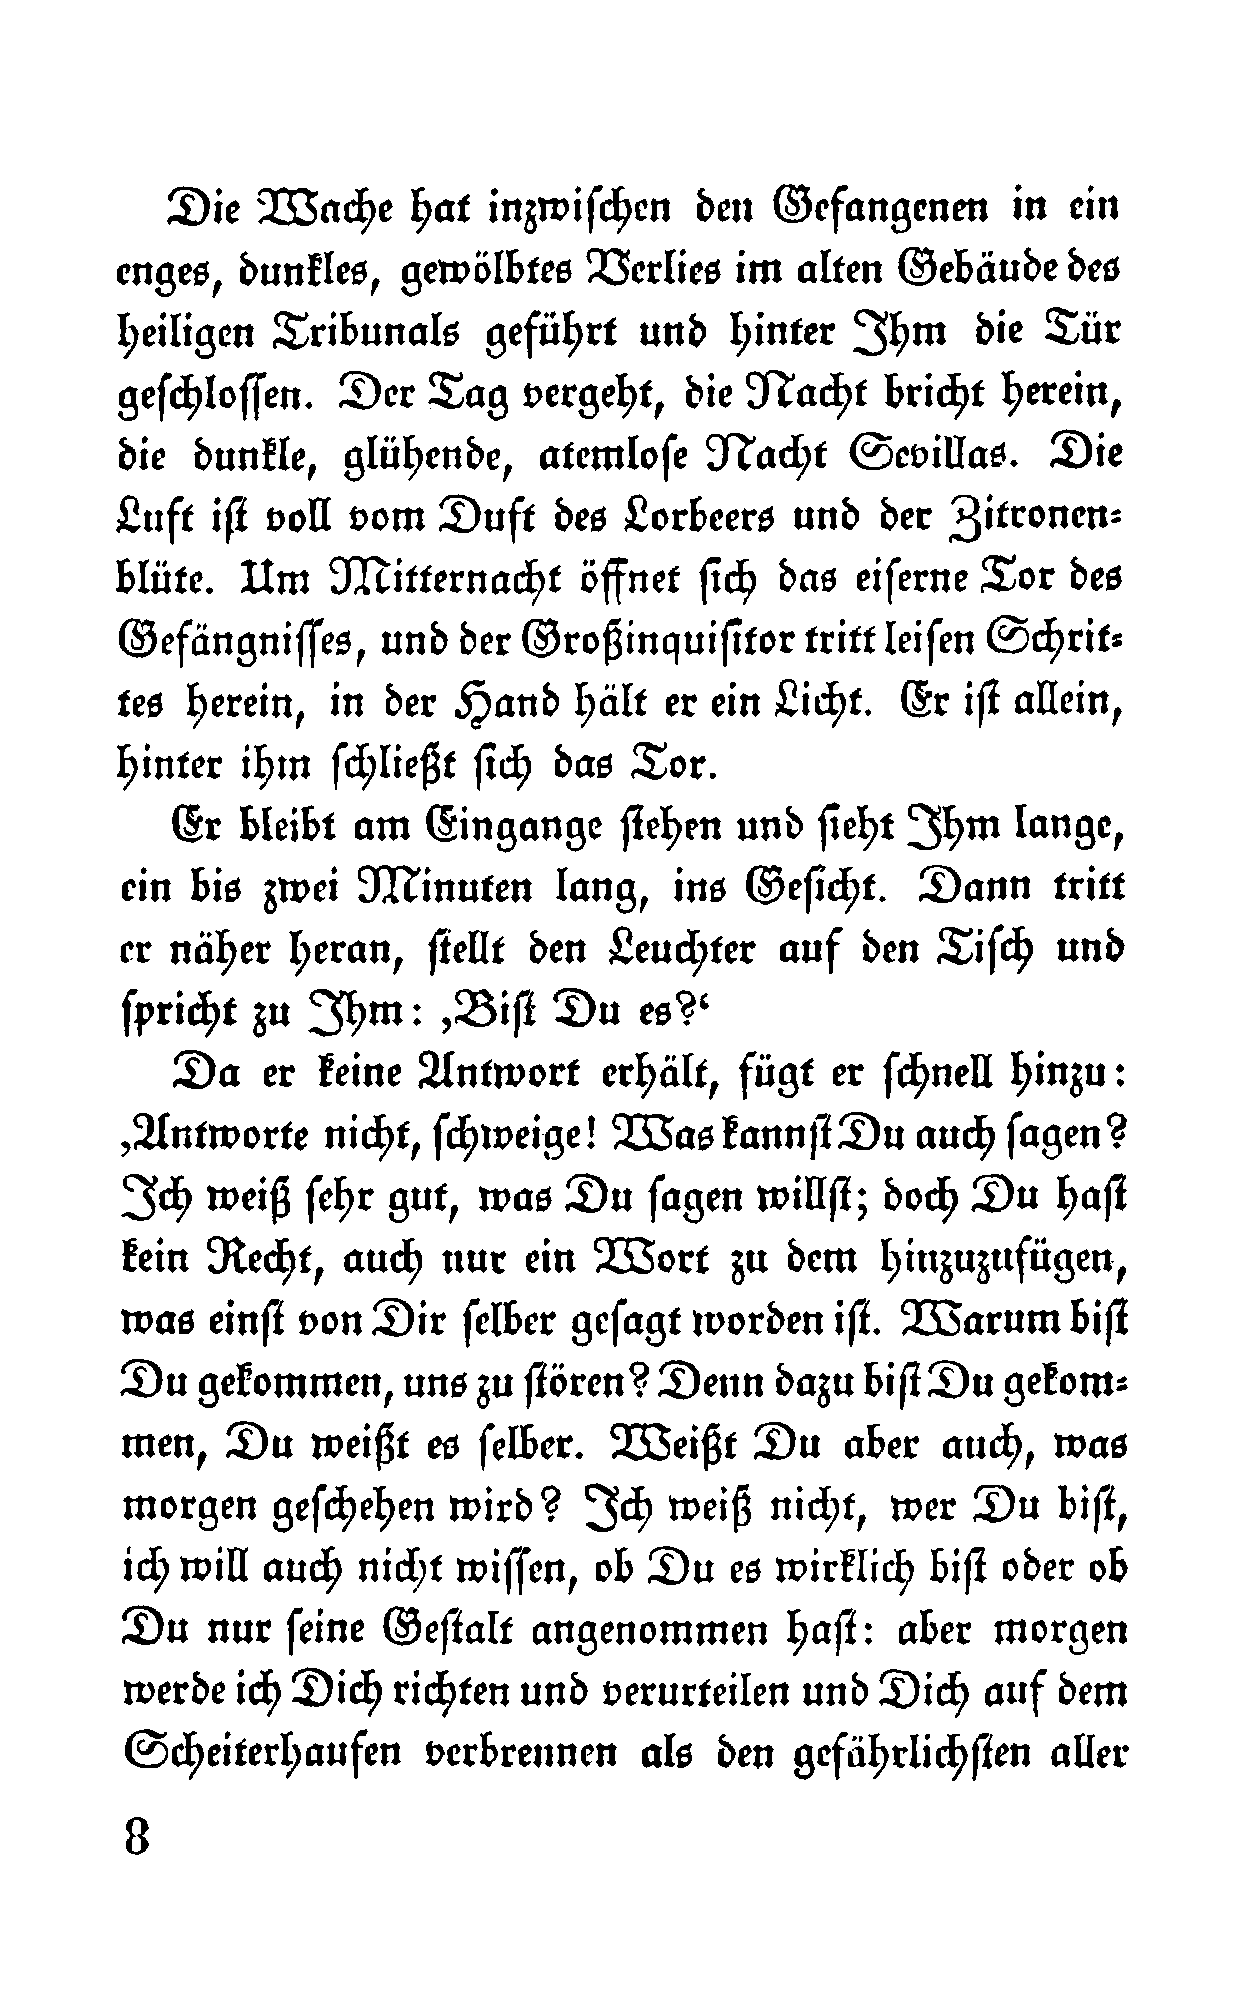 Die Wache hat inzwischen den Gefangenen in ein
enges, dunkles, gewölbtes Verlies im alten Gebäude des
heiligen Tribunals geführt und hinter Ihm die Tür
geschlossen. Der Tag vergeht, die Nacht bricht herein,
die dunkle, glühende, atemlose Nacht Sevillas. Die
Luft ist voll vom Duft des Lorbeers und der Zitronen-
blüte. Um Mitternacht öffnet sich das eiserne Tor des
Gefängnisses, und der Großinquisitor tritt leisen Schrit-
tes herein, in der Hand hält er ein Licht. Er ist allein,
hinter ihm schließt sich das Tor.
Er bleibt am Eingange stehen und sieht Ihm lange,
ein bis zwei Minuten lang, ins Gesicht. Dann tritt
er näher heran, stellt den Leuchter auf den Tisch und
spricht zu Ihm: ‚Bist Du es?‘
Da er keine Antwort erhält, fügt er schnell hinzu:
‚Antworte nicht, schweige! Was kannst Du auch sagen?
Ich weiß sehr gut, was Du sagen willst; doch Du hast
kein Recht, auch nur ein Wort zu dem hinzuzufügen,
was einst von Dir selber gesagt worden ist. Warum bist
Du gekommen, uns zu stören? Denn dazu bist Du gekom-
men, Du weißt es selber. Weißt Du aber auch, was
morgen geschehen wird? Ich weiß nicht, wer Du bist,
ich will auch nicht wissen, ob Du es wirklich bist oder ob
Du nur seine Gestalt angenommen hast: aber morgen
werde ich Dich richten und verurteilen und Dich auf dem
Scheiterhaufen verbrennen als den gefährlichsten aller
8